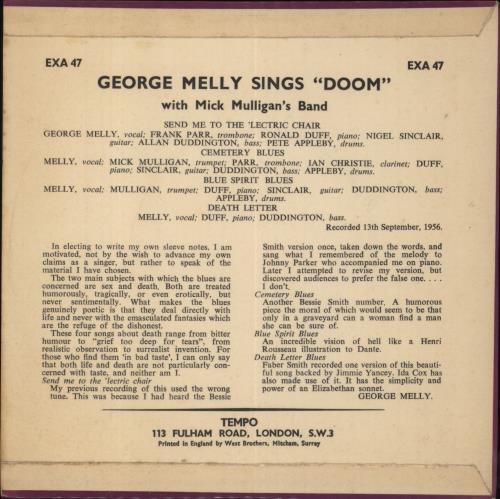 EXA 47
EXA 47
GEORGE MELLY SINGS “DOOM”
with Mick Mulligan's Band
SEND ME TO THE 'LECTRIC CHAIR
GEORGE MELLY, vocal; FRANK PARR, trombone; RONALD DUFF, piano; NIGEL SINCLAIR,
guitar; ALLAN DUDDINGTON, bass; PETE APPLEBY, drums.
CEMETERY BLUES
MELLY, vocal; MICK MULLIGAN, trumpet; PARR, trombone; IAN CHRISTIE, clarinet; DUFF,
piano; SINCLAIR, guitar; DUDDINGTON, bass; APPLEBY, drums.
BLUE SPIRIT BLUES
MELLY, vocal; MULLIGAN, trumpet; DUFF, piano; SINCLAIR, guitar; DUDDINGTON, bass;
APPLEBY, drums.
DEATH LETTER
MELLY, vocal; DUFF, piano; DUDDINGTON, bass.
Recorded 13th September, 1956.
In electing to write my own sleeve notes, I am
motivated, not by the wish to advance my own
claims as a singer, but rather to speak of the
material I have chosen.
The two main subjects with which the blues are
concerned are sex and death. Both are treated
humorously, tragically, or even erotically, but
never sentimentally. What makes the blues
genuinely poetic is that they deal directly with
life and never with the emasculated fantasies which
are the refuge of the dishonest.
These four songs about death range from bitter
humour to “grief too deep for tears”, from
realistic observation to surrealist invention. For
those who find them 'in bad taste', I can only say
that both life and death are not particularly con-
cerned with taste, and neither am I.
Send me to the 'lectric chair
My previous recording of this used the wrong
tune. This was because I had heard the Bessie
Smith version once, taken down the words, and
sang what I remembered of the melody to
Johnny Parker who accompanied me on piano.
Later I attempted to revise my version, but
discovered audiences to prefer the false one. . . .
I don't.
Cemetery Blues
Another Bessie Smith number. A humorous
piece the moral of which would seem to be that
only in a graveyard can a woman find a man
she can be sure of.
Blue Spirit Blues
An incredible vision of hell like a Henri
Rousseau illustration to Dante.
Death Letter Blues
Faber Smith recorded one version of this beauti-
ful song backed by Jimmie Yancey. Ida Cox has
also made use of it. It has the simplicity and
power of an Elizabethan sonnet.
GEORGE MELLY.
TEMPO
113 FULHAM ROAD, LONDON, S.W.3
Printed in England by West Brothers, Mitcham, Surrey